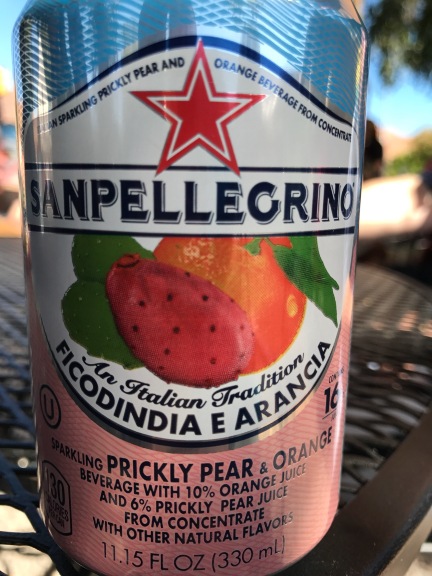 SPARKLING PRICKLY PEAR AND ORANGE BEVERAGE FROM CONCENTRATE
SANPELLEGRINO
An Italian Tradition
FICODINDIA E ARANCIA
16
U
130
SPARKLING PRICKLY PEAR & ORANGE
BEVERAGE WITH 10% ORANGE JUICE
AND 6% PRICKLY PEAR JUICE
FROM CONCENTRATE
WITH OTHER NATURAL FLAVORS
11.15 FL OZ (330 mL)